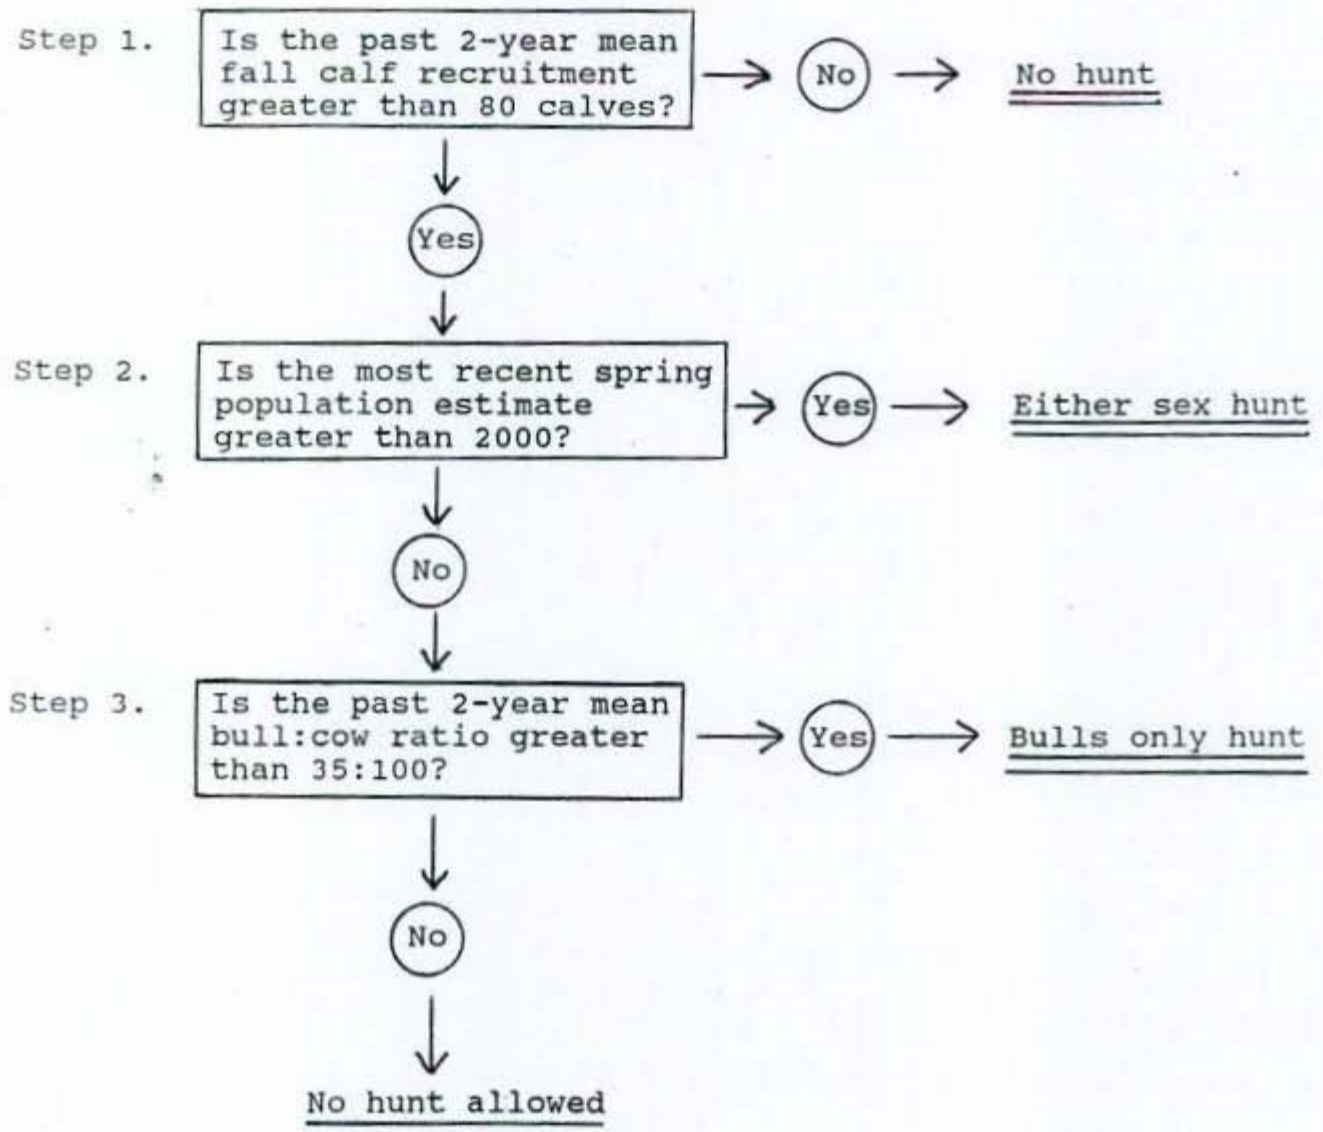 Step 1.
Is the past 2-year mean
fall calf recruitment
greater than 80 calves?
No
No hunt
Yes
Step 2.
Is the most recent spring
population estimate
greater than 2000?
Yes
Either sex hunt
No
Step 3.
Is the past 2-year mean
bull:cow ratio greater
than 35:100?
Yes
Bulls only hunt
No
No hunt allowed